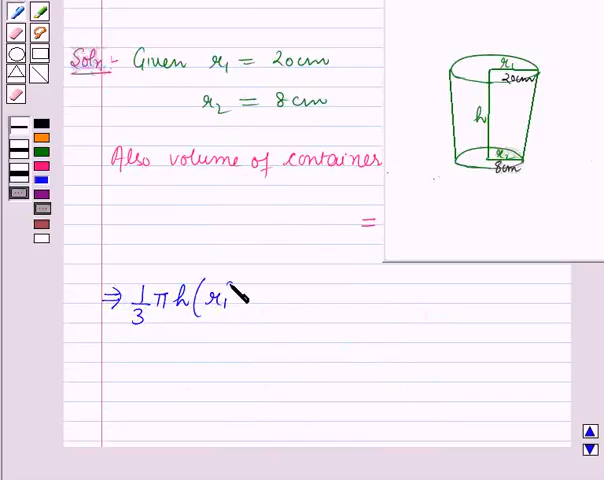 Soln:- Given r₁ = 20cm
r₂ = 8cm
Also volume of container
=
⇒ 1/3 π h ( r₁
r₁
20cm
h
r₂
8cm